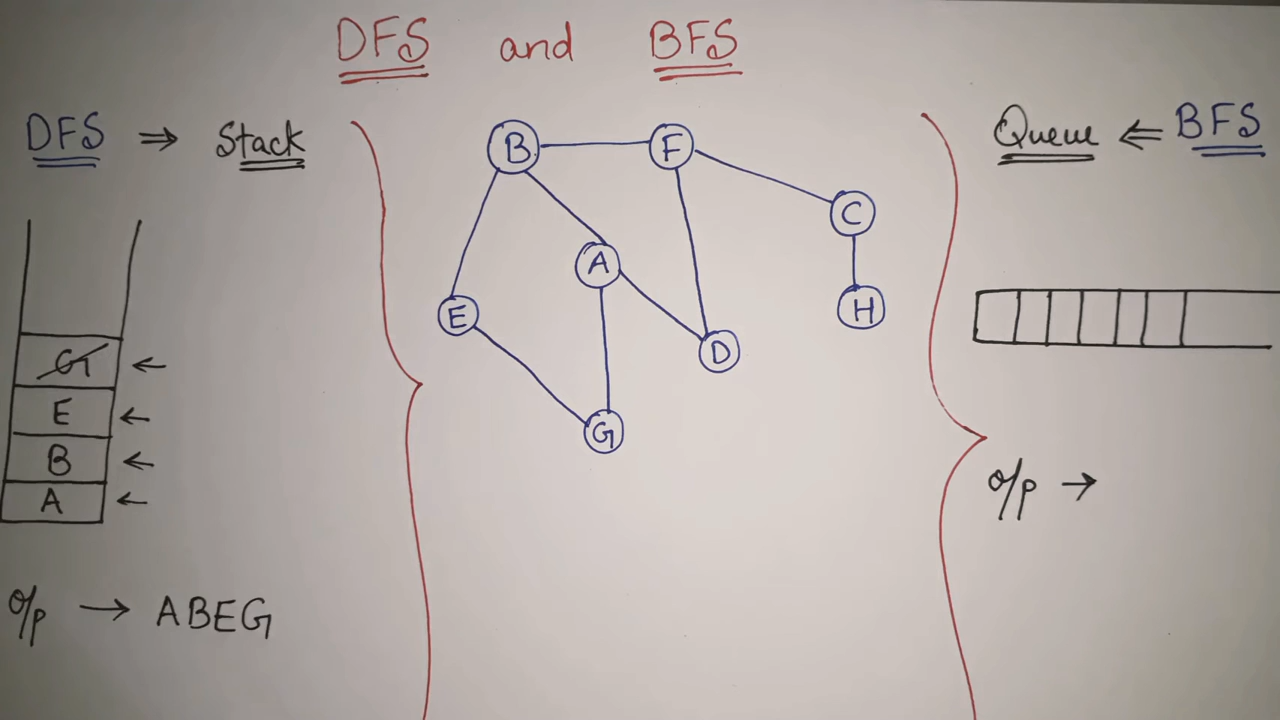 DFS and BFS
DFS ⇒ Stack
G
E ←
B ←
A ←
o/p → ABEG
B
F
C
A
H
E
D
G
Queue ⇐ BFS
o/p →